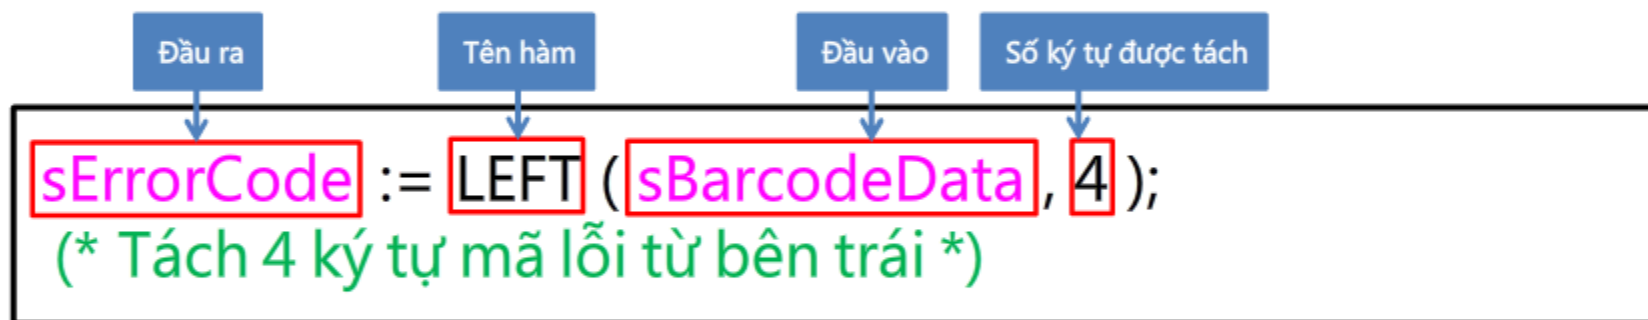 Đầu ra Tên hàm Đầu vào Số ký tự được tách
sErrorCode := LEFT ( sBarcodeData , 4 );
(* Tách 4 ký tự mã lỗi từ bên trái *)